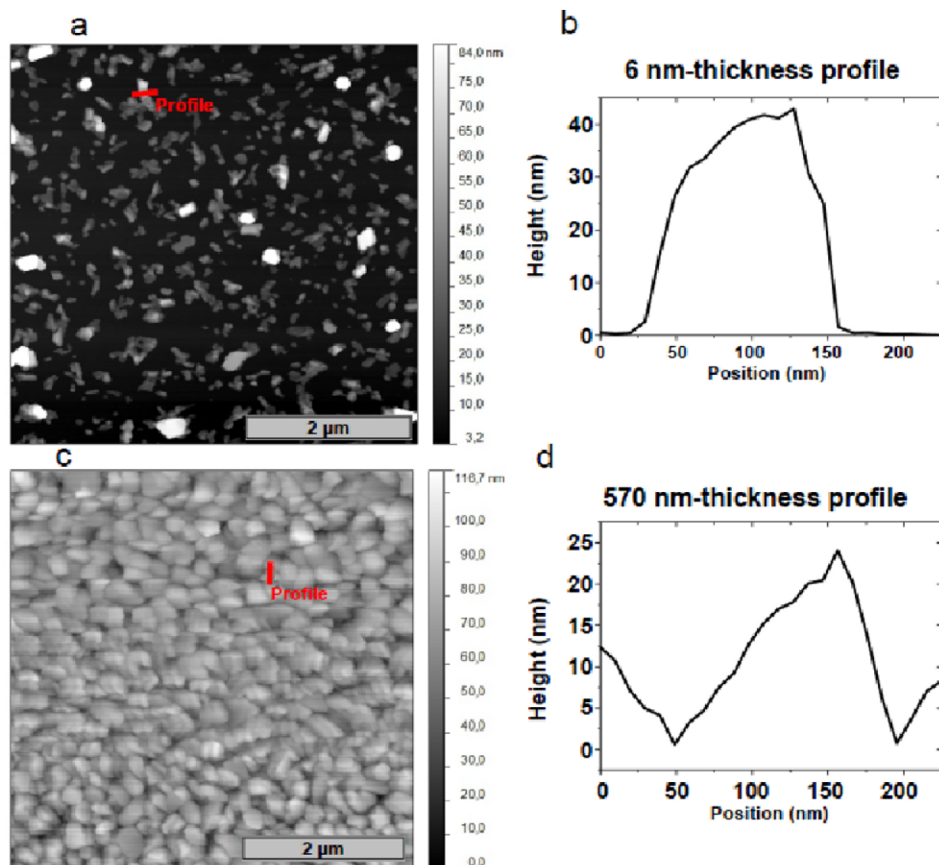 a
84,0 nm
75,0
70,0
65,0
60,0
55,0
50,0
45,0
40,0
35,0
30,0
25,0
20,0
15,0
10,0
3,2
Profile
2 µm
b
6 nm-thickness profile
Height (nm)
40
30
20
10
0
0 50 100 150 200
Position (nm)
c
116,7 nm
100,0
90,0
80,0
70,0
60,0
50,0
40,0
30,0
20,0
10,0
0,0
Profile
2 µm
d
570 nm-thickness profile
Height (nm)
25
20
15
10
5
0
0 50 100 150 200
Position (nm)